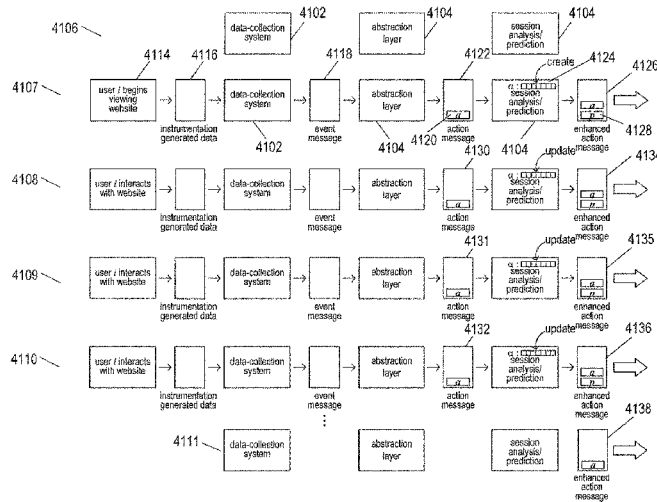 4106
4102
4104
4104
data-collection
system
abstraction
layer
session
analysis/
prediction
4107
4114
4116
4118
4122
create
4124
4126
user i begins
viewing
website
data-collection
system
abstraction
layer
α :
session
analysis/
prediction
a
a
p
instrumentation
generated data
4102
event
message
4104
4120
action
message
4104
enhanced
action
message
4128
4108
4130
update
4134
user i interacts
with website
data-collection
system
abstraction
layer
α :
session
analysis/
prediction
a
a
p
instrumentation
generated data
event
message
action
message
enhanced
action
message
4109
4131
update
4135
user i interacts
with website
data-collection
system
abstraction
layer
α :
session
analysis/
prediction
a
a
p
instrumentation
generated data
event
message
action
message
enhanced
action
message
4110
4132
update
4136
user i interacts
with website
data-collection
system
abstraction
layer
α :
session
analysis/
prediction
a
a
p
instrumentation
generated data
event
message
action
message
enhanced
action
message
4138
4111
data-collection
system
abstraction
layer
session
analysis/
prediction
a
enhanced
action
message